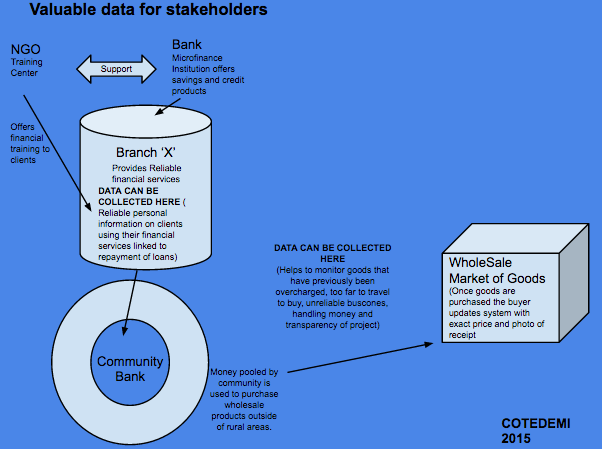 Valuable data for stakeholders
NGO
Training
Center
Support
Bank
Microfinance
Institution offers
savings and credit
products
Offers
financial
training to
clients
Branch 'X'
Provides Reliable
financial services
DATA CAN BE
COLLECTED HERE (
Reliable personal
information on clients
using their financial
services linked to
repayment of loans)
DATA CAN BE COLLECTED
HERE
(Helps to monitor goods that
have previously been
overcharged, too far to travel
to buy, unreliable buscones,
handling money and
transparency of project)
WholeSale
Market of Goods
(Once goods are
purchased the buyer
updates system with
exact price and photo of
receipt
Community
Bank
Money pooled by
community is
used to purchase
wholesale
products outside
of rural areas.
COTEDEMI
2015